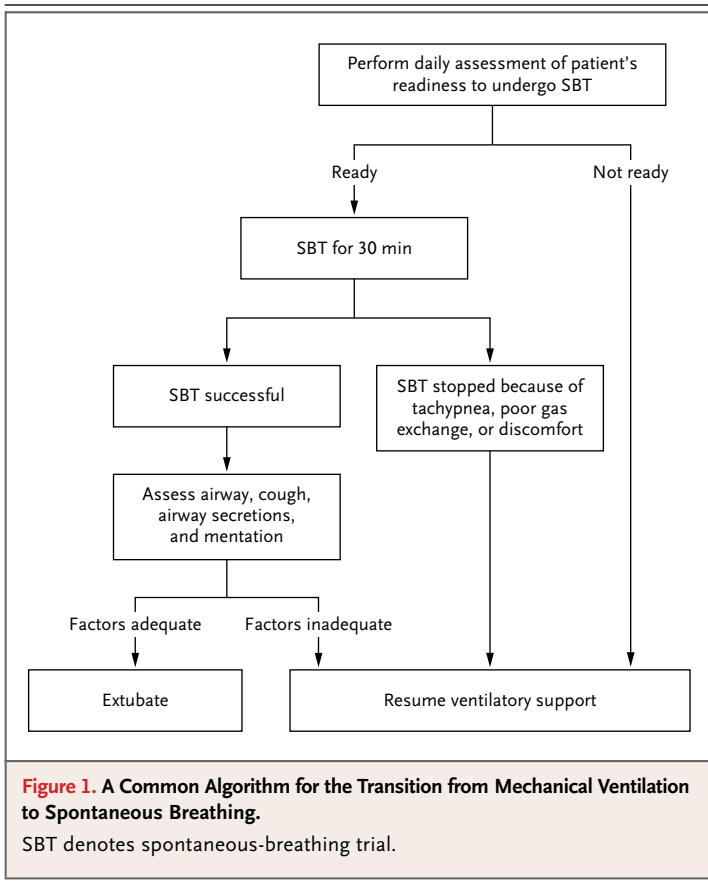 Perform daily assessment of patient’s
readiness to undergo SBT
Ready
Not ready
SBT for 30 min
SBT successful
SBT stopped because of
tachypnea, poor gas
exchange, or discomfort
Assess airway, cough,
airway secretions,
and mentation
Factors adequate
Factors inadequate
Extubate
Resume ventilatory support
Figure 1. A Common Algorithm for the Transition from Mechanical Ventilation
to Spontaneous Breathing.
SBT denotes spontaneous-breathing trial.